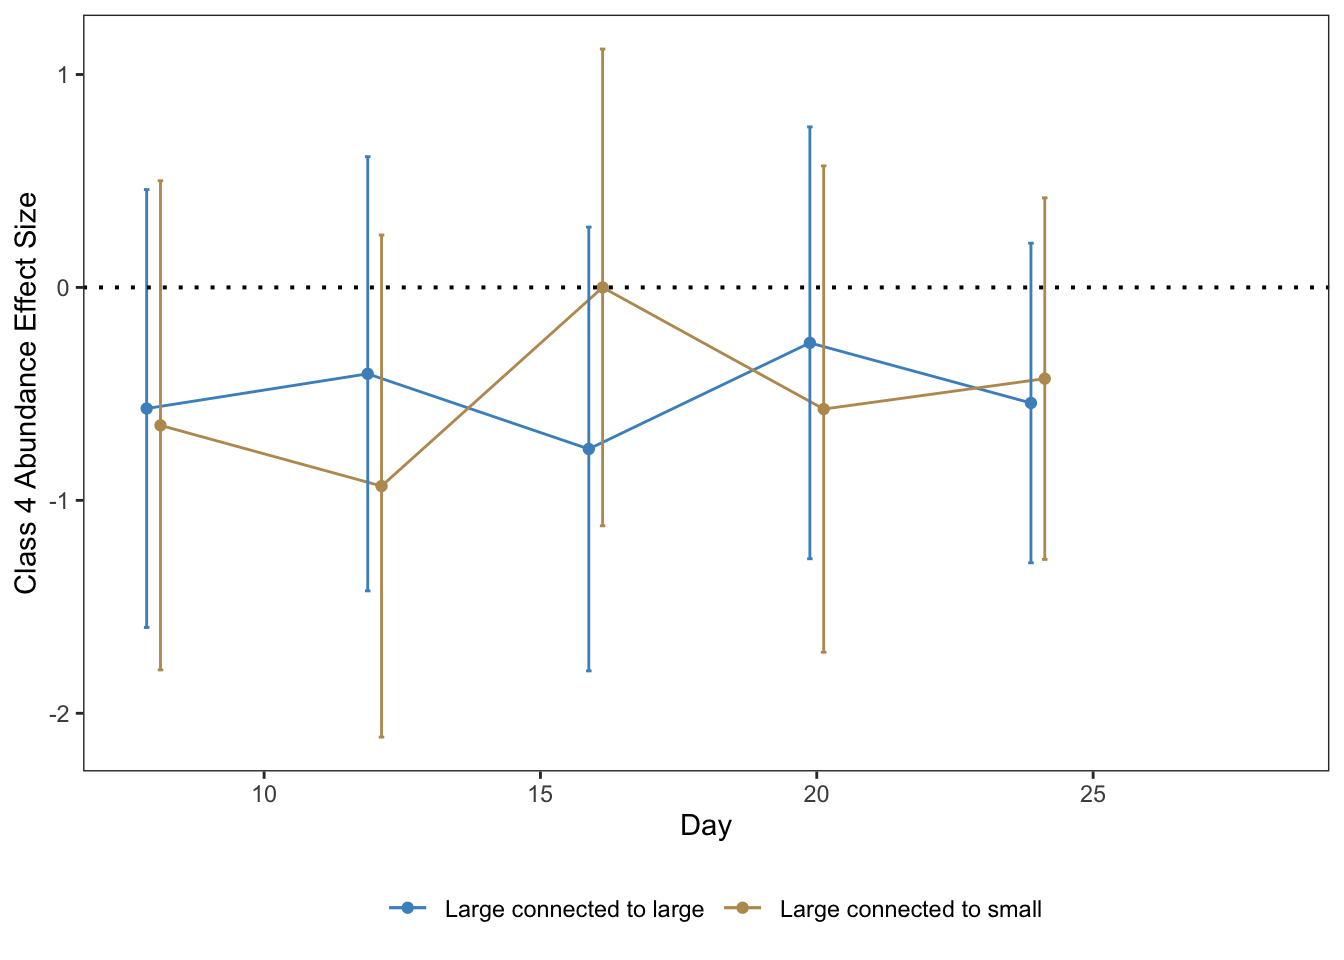 Class 4 Abundance Effect Size
1
0
-1
-2
10 15 20 25
Day
Large connected to large Large connected to small